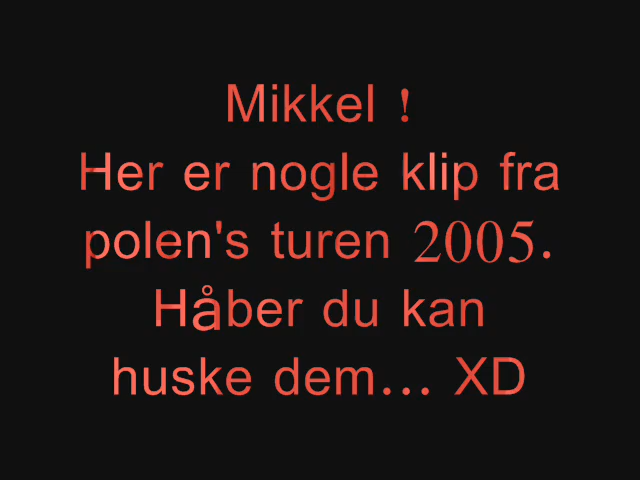 Mikkel !
Her er nogle klip fra
polen's turen 2005.
Håber du kan
huske dem... XD